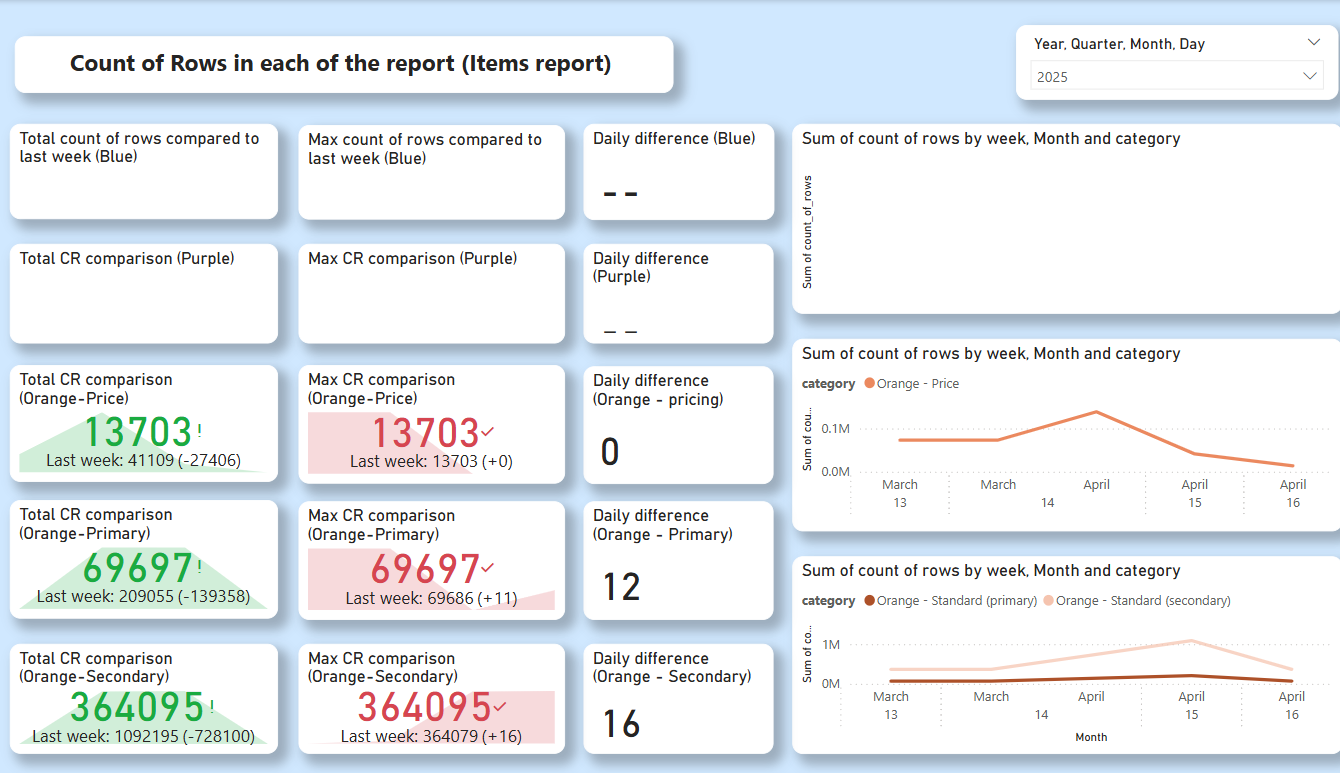 Count of Rows in each of the report (Items report)
Year, Quarter, Month, Day
2025
Total count of rows compared to
last week (Blue)
Max count of rows compared to
last week (Blue)
Daily difference (Blue)
--
Sum of count of rows by week, Month and category
Sum of count_of_rows
Total CR comparison (Purple)
Max CR comparison (Purple)
Daily difference
(Purple)
--
Total CR comparison
(Orange-Price)
13703!
Last week: 41109 (-27406)
Max CR comparison
(Orange-Price)
13703✓
Last week: 13703 (+0)
Daily difference
(Orange - pricing)
0
Sum of count of rows by week, Month and category
category Orange - Price
Sum of cou...
0.1M
0.0M
March March April April April
13 14 15 16
Total CR comparison
(Orange-Primary)
69697!
Last week: 209055 (-139358)
Max CR comparison
(Orange-Primary)
69697✓
Last week: 69686 (+11)
Daily difference
(Orange - Primary)
12
Sum of count of rows by week, Month and category
category Orange - Standard (primary) Orange - Standard (secondary)
Sum of co...
1M
0M
March March April April April
13 14 15 16
Month
Total CR comparison
(Orange-Secondary)
364095!
Last week: 1092195 (-728100)
Max CR comparison
(Orange-Secondary)
364095✓
Last week: 364079 (+16)
Daily difference
(Orange - Secondary)
16